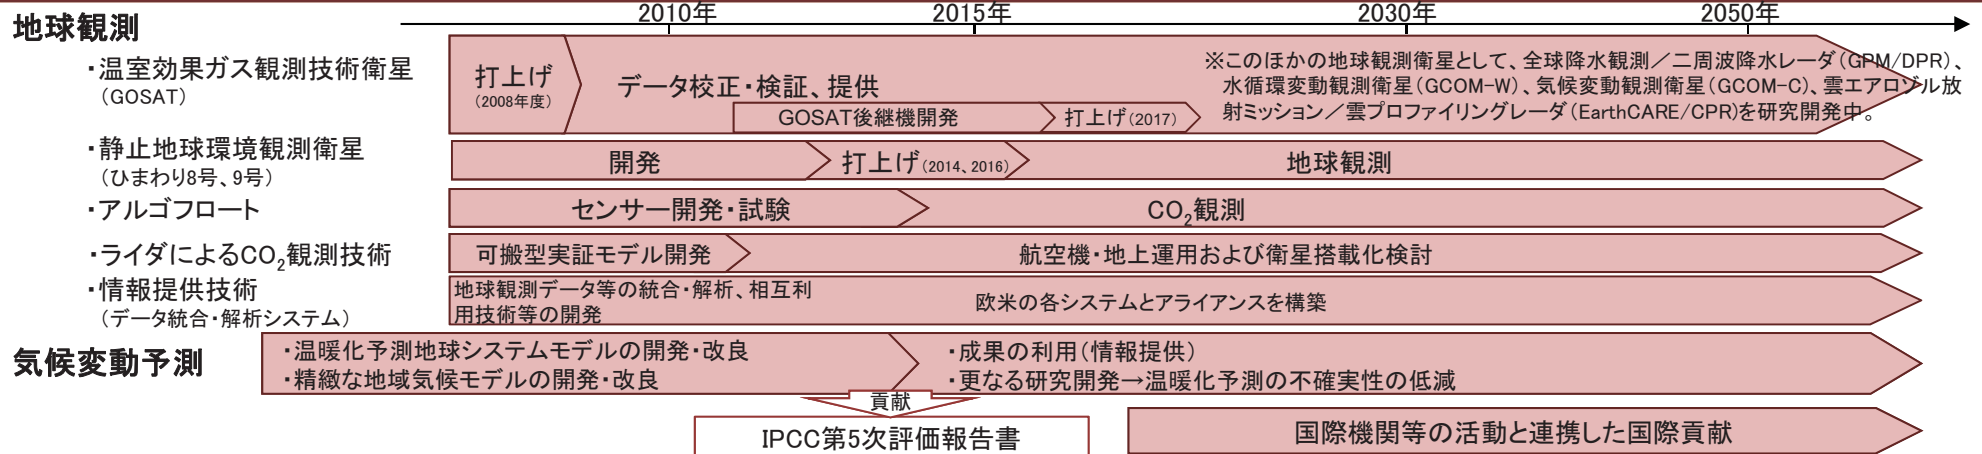 2010年 2015年 2030年 2050年
地球観測
・温室効果ガス観測技術衛星
(GOSAT)
打上げ
(2008年度)
データ校正・検証、提供
GOSAT後継機開発
打上げ(2017)
※このほかの地球観測衛星として、全球降水観測／二周波降水レーダ(GPM/DPR)、
水循環変動観測衛星(GCOM-W)、気候変動観測衛星(GCOM-C)、雲エアロゾル放
射ミッション／雲プロファイリングレーダ(EarthCARE/CPR)を研究開発中。
・静止地球環境観測衛星
(ひまわり8号、9号)
開発
打上げ(2014、2016)
地球観測
・アルゴフロート
センサー開発・試験
CO₂観測
・ライダによるCO₂観測技術
可搬型実証モデル開発
航空機・地上運用および衛星搭載化検討
・情報提供技術
(データ統合・解析システム)
地球観測データ等の統合・解析、相互利
用技術等の開発
欧米の各システムとアライアンスを構築
気候変動予測
・温暖化予測地球システムモデルの開発・改良
・精緻な地域気候モデルの開発・改良
・成果の利用(情報提供)
・更なる研究開発→温暖化予測の不確実性の低減
貢献
IPCC第5次評価報告書
国際機関等の活動と連携した国際貢献